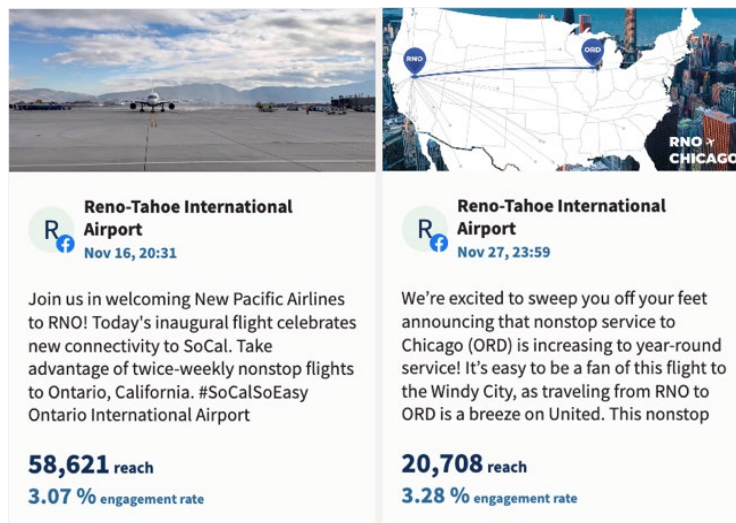 RNO
ORD
RNO ✈
CHICAGO
R
Reno-Tahoe International
Airport
Nov 16, 20:31
Join us in welcoming New Pacific Airlines
to RNO! Today's inaugural flight celebrates
new connectivity to SoCal. Take
advantage of twice-weekly nonstop flights
to Ontario, California. #SoCalSoEasy
Ontario International Airport
58,621 reach
3.07 % engagement rate
R
Reno-Tahoe International
Airport
Nov 27, 23:59
We’re excited to sweep you off your feet
announcing that nonstop service to
Chicago (ORD) is increasing to year-round
service! It’s easy to be a fan of this flight to
the Windy City, as traveling from RNO to
ORD is a breeze on United. This nonstop
20,708 reach
3.28 % engagement rate